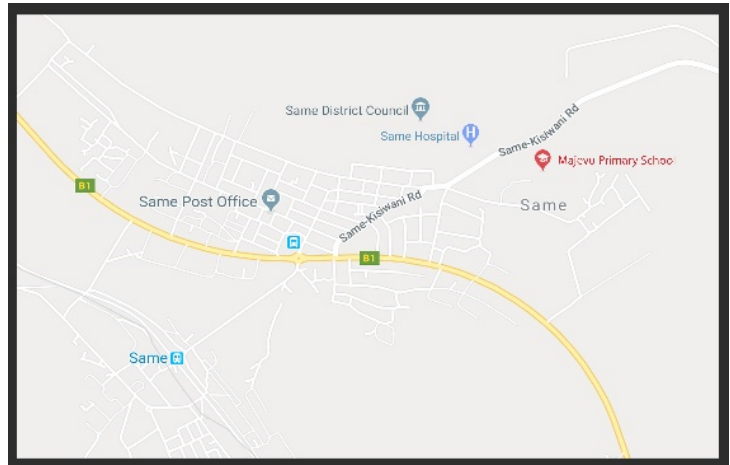 Same District Council
Same Hospital
Same-Kisiwani Rd
Majevu Primary School
B1
Same Post Office
Same-Kisiwani Rd
Same
B1
Same